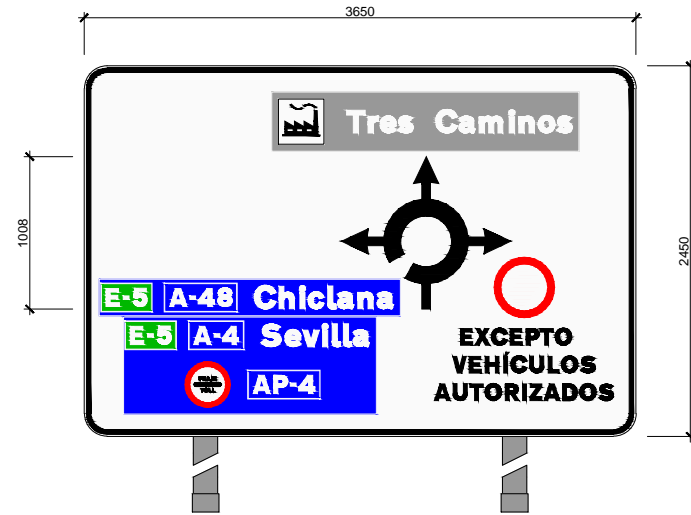 3650
Tres Caminos
1008
2450
E-5 A-48 Chiclana
E-5 A-4 Sevilla
AP-4
EXCEPTO
VEHÍCULOS
AUTORIZADOS